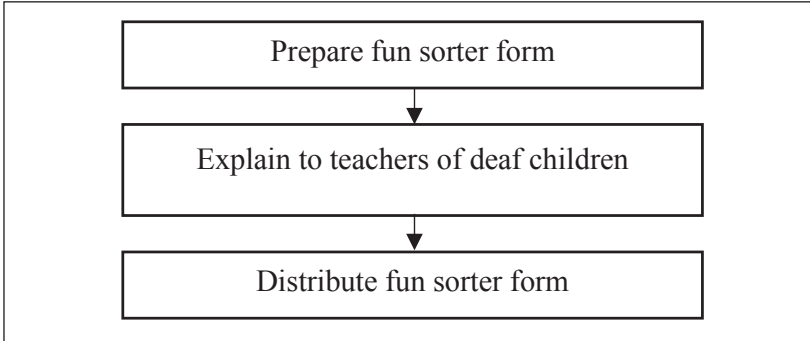 Prepare fun sorter form
Explain to teachers of deaf children
Distribute fun sorter form